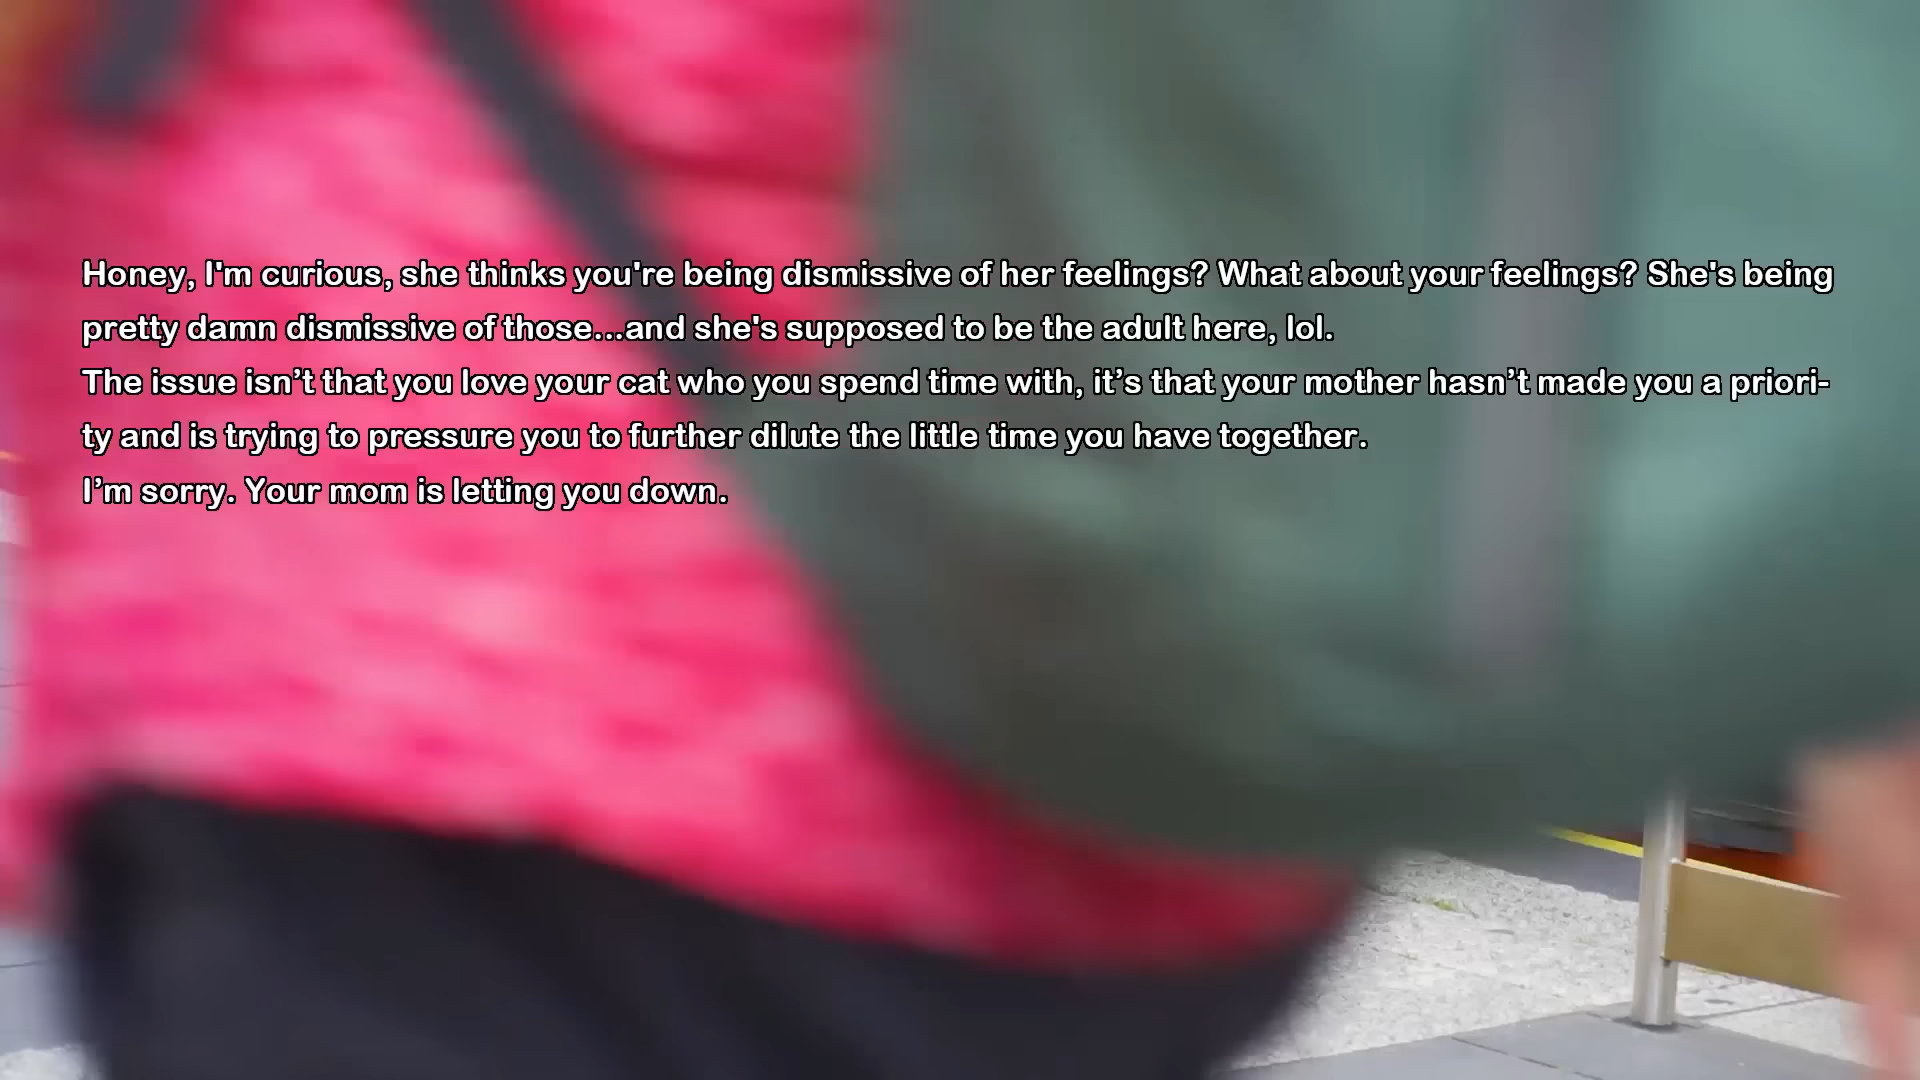 Honey, I'm curious, she thinks you're being dismissive of her feelings? What about your feelings? She's being
pretty damn dismissive of those...and she's supposed to be the adult here, lol.
The issue isn’t that you love your cat who you spend time with, it’s that your mother hasn’t made you a priori-
ty and is trying to pressure you to further dilute the little time you have together.
I’m sorry. Your mom is letting you down.